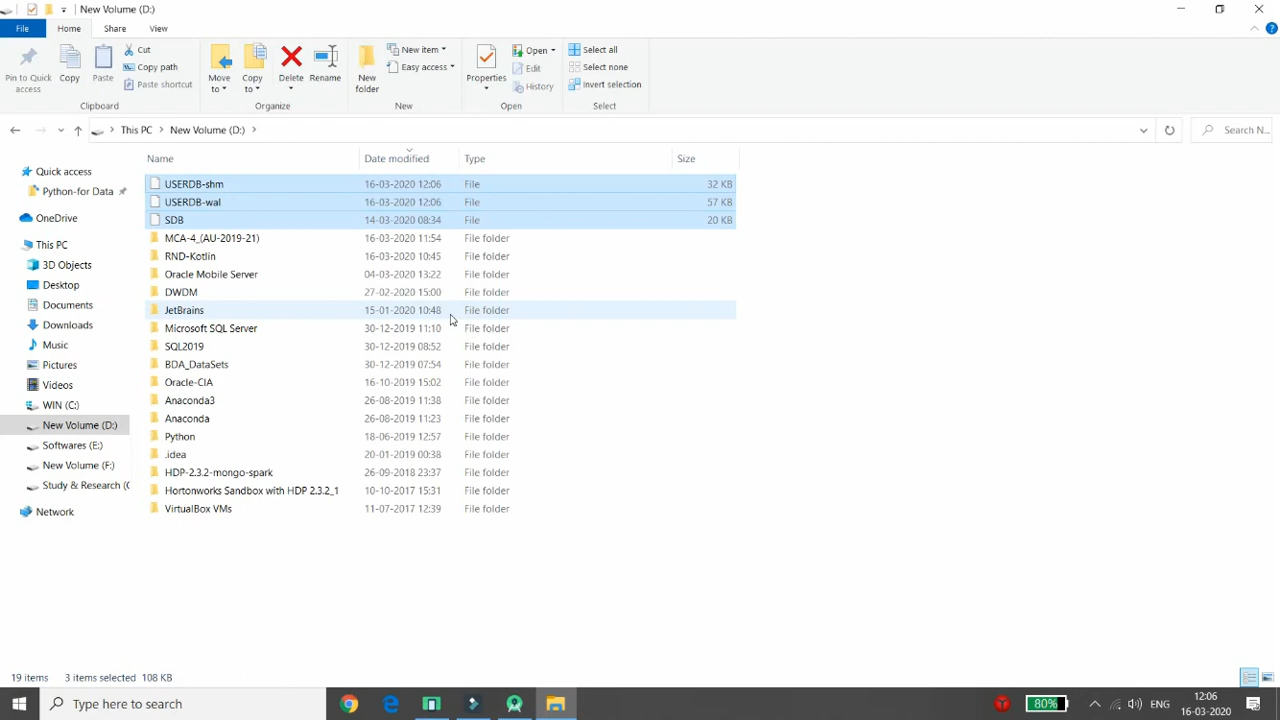 New Volume (D:)
File Home Share View
Pin to Quick access
Copy
Paste
Cut
Copy path
Paste shortcut
Clipboard
Move to
Copy to
Delete
Rename
Organize
New folder
New item
Easy access
New
Properties
Open
Edit
History
Open
Select all
Select none
Invert selection
Select
This PC New Volume (D:)
Search N...
Name Date modified Type Size
USERDB-shm 16-03-2020 12:06 File 32 KB
USERDB-wal 16-03-2020 12:06 File 57 KB
SDB 14-03-2020 08:34 File 20 KB
MCA-4_(AU-2019-21) 16-03-2020 11:54 File folder
RND-Kotlin 16-03-2020 10:45 File folder
Oracle Mobile Server 04-03-2020 13:22 File folder
DWDM 27-02-2020 15:00 File folder
JetBrains 15-01-2020 10:48 File folder
Microsoft SQL Server 30-12-2019 11:10 File folder
SQL2019 30-12-2019 08:52 File folder
BDA_DataSets 30-12-2019 07:54 File folder
Oracle-CIA 16-10-2019 15:02 File folder
Anaconda3 26-08-2019 11:38 File folder
Anaconda 26-08-2019 11:23 File folder
Python 18-06-2019 12:57 File folder
.idea 20-01-2019 00:38 File folder
HDP-2.3.2-mongo-spark 26-09-2018 23:37 File folder
Hortonworks Sandbox with HDP 2.3.2_1 10-10-2017 15:31 File folder
VirtualBox VMs 11-07-2017 12:39 File folder
Quick access
Python-for Data
OneDrive
This PC
3D Objects
Desktop
Documents
Downloads
Music
Pictures
Videos
WIN (C:)
New Volume (D:)
Softwares (E:)
New Volume (F:)
Study & Research (
Network
19 items 3 items selected 108 KB
Type here to search
80%
ENG
12:06
16-03-2020